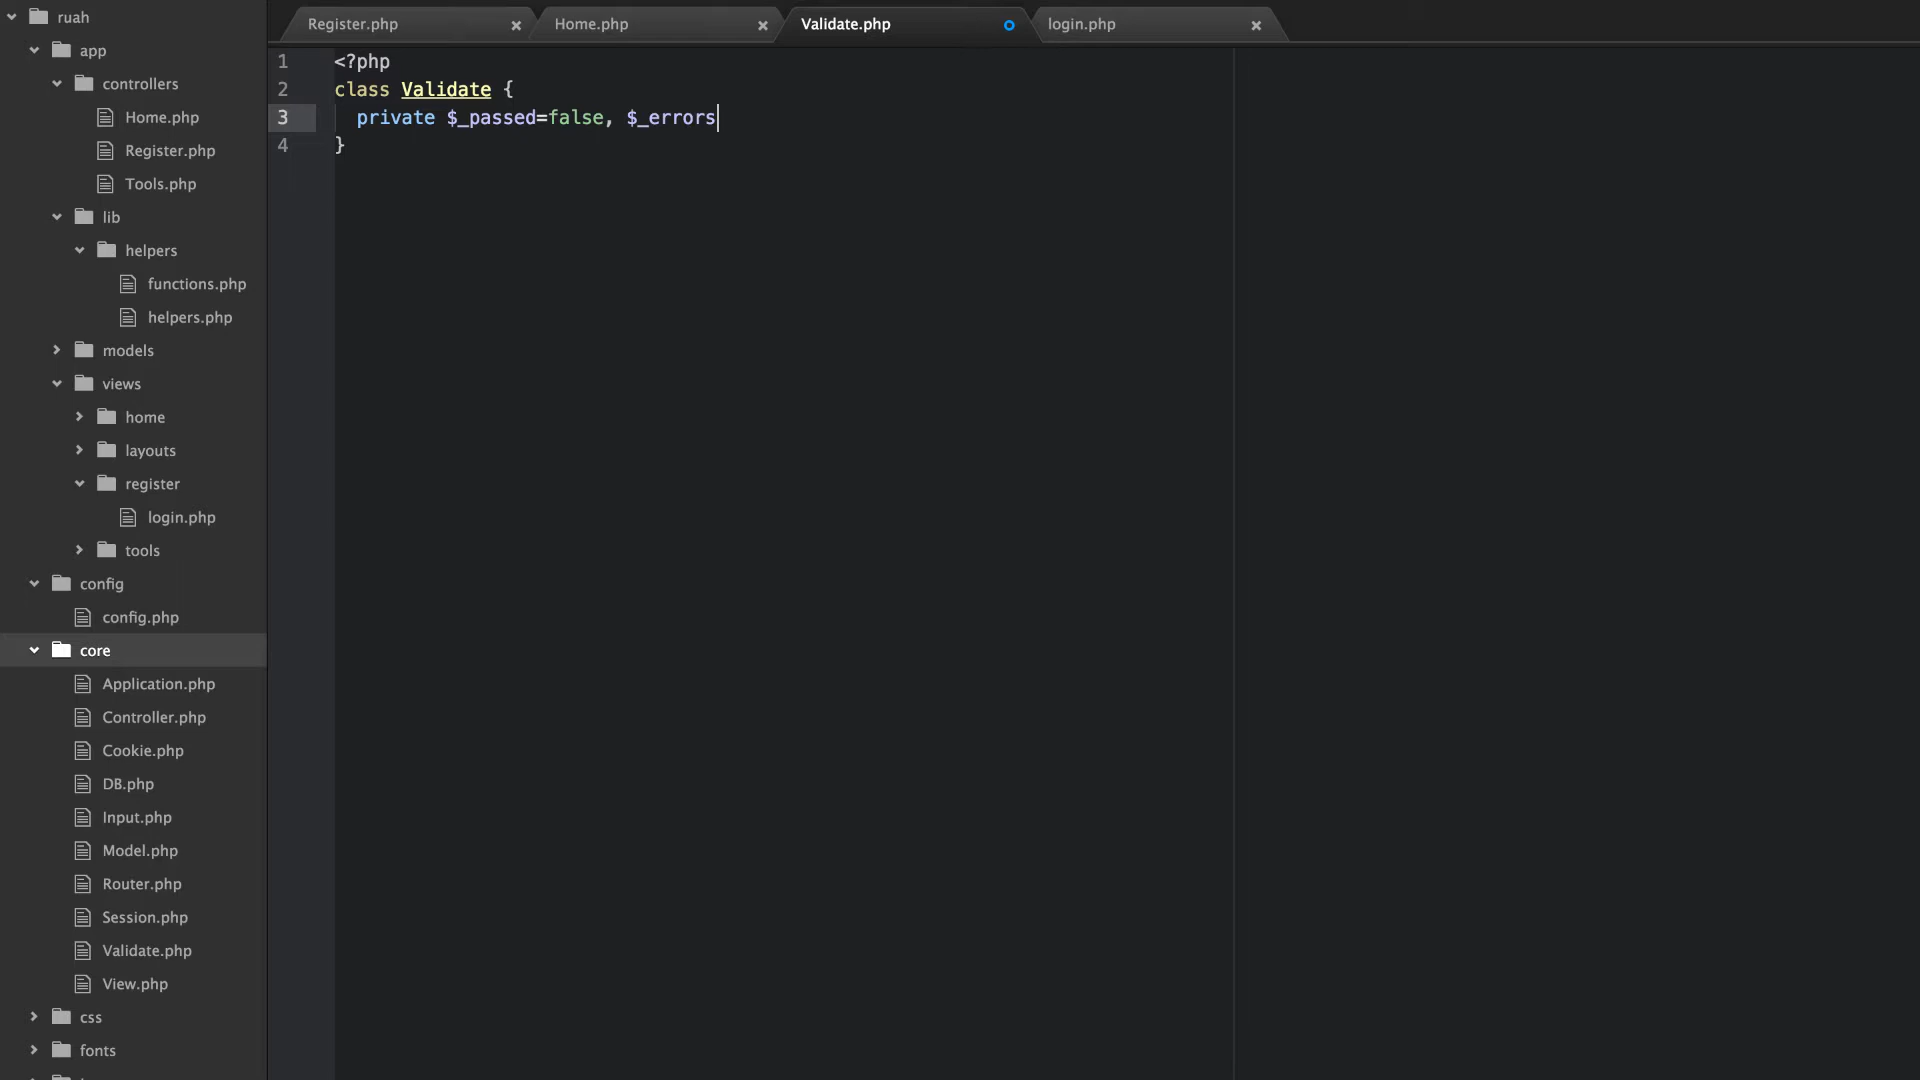 ruah
app
controllers
Home.php
Register.php
Tools.php
lib
helpers
functions.php
helpers.php
models
views
home
layouts
register
login.php
tools
config
config.php
core
Application.php
Controller.php
Cookie.php
DB.php
Input.php
Model.php
Router.php
Session.php
Validate.php
View.php
css
fonts
Register.php
Home.php
Validate.php
login.php
1 <?php
2 class Validate {
3 private $_passed=false, $_errors
4 }